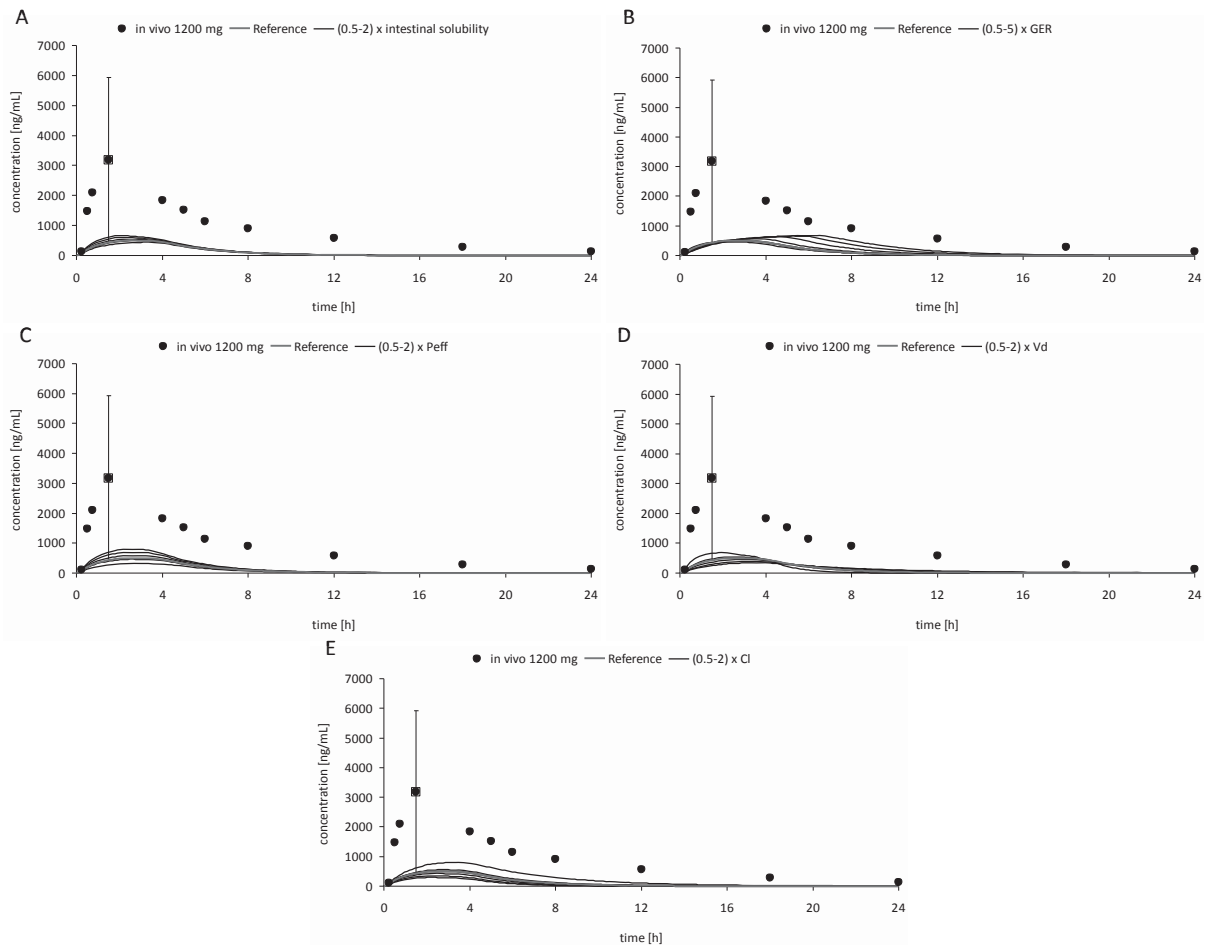 A
in vivo 1200 mg Reference (0.5-2) x intestinal solubility
7000
6000
5000
4000
3000
2000
1000
0
concentration [ng/mL]
0 4 8 12 16 20 24
time [h]
B
in vivo 1200 mg Reference (0.5-5) x GER
7000
6000
5000
4000
3000
2000
1000
0
concentration [ng/mL]
0 4 8 12 16 20 24
time [h]
C
in vivo 1200 mg Reference (0.5-2) x Peff
7000
6000
5000
4000
3000
2000
1000
0
concentration [ng/mL]
0 4 8 12 16 20 24
time [h]
D
in vivo 1200 mg Reference (0.5-2) x Vd
7000
6000
5000
4000
3000
2000
1000
0
concentration [ng/mL]
0 4 8 12 16 20 24
time [h]
E
in vivo 1200 mg Reference (0.5-2) x Cl
7000
6000
5000
4000
3000
2000
1000
0
concentration [ng/mL]
0 4 8 12 16 20 24
time [h]